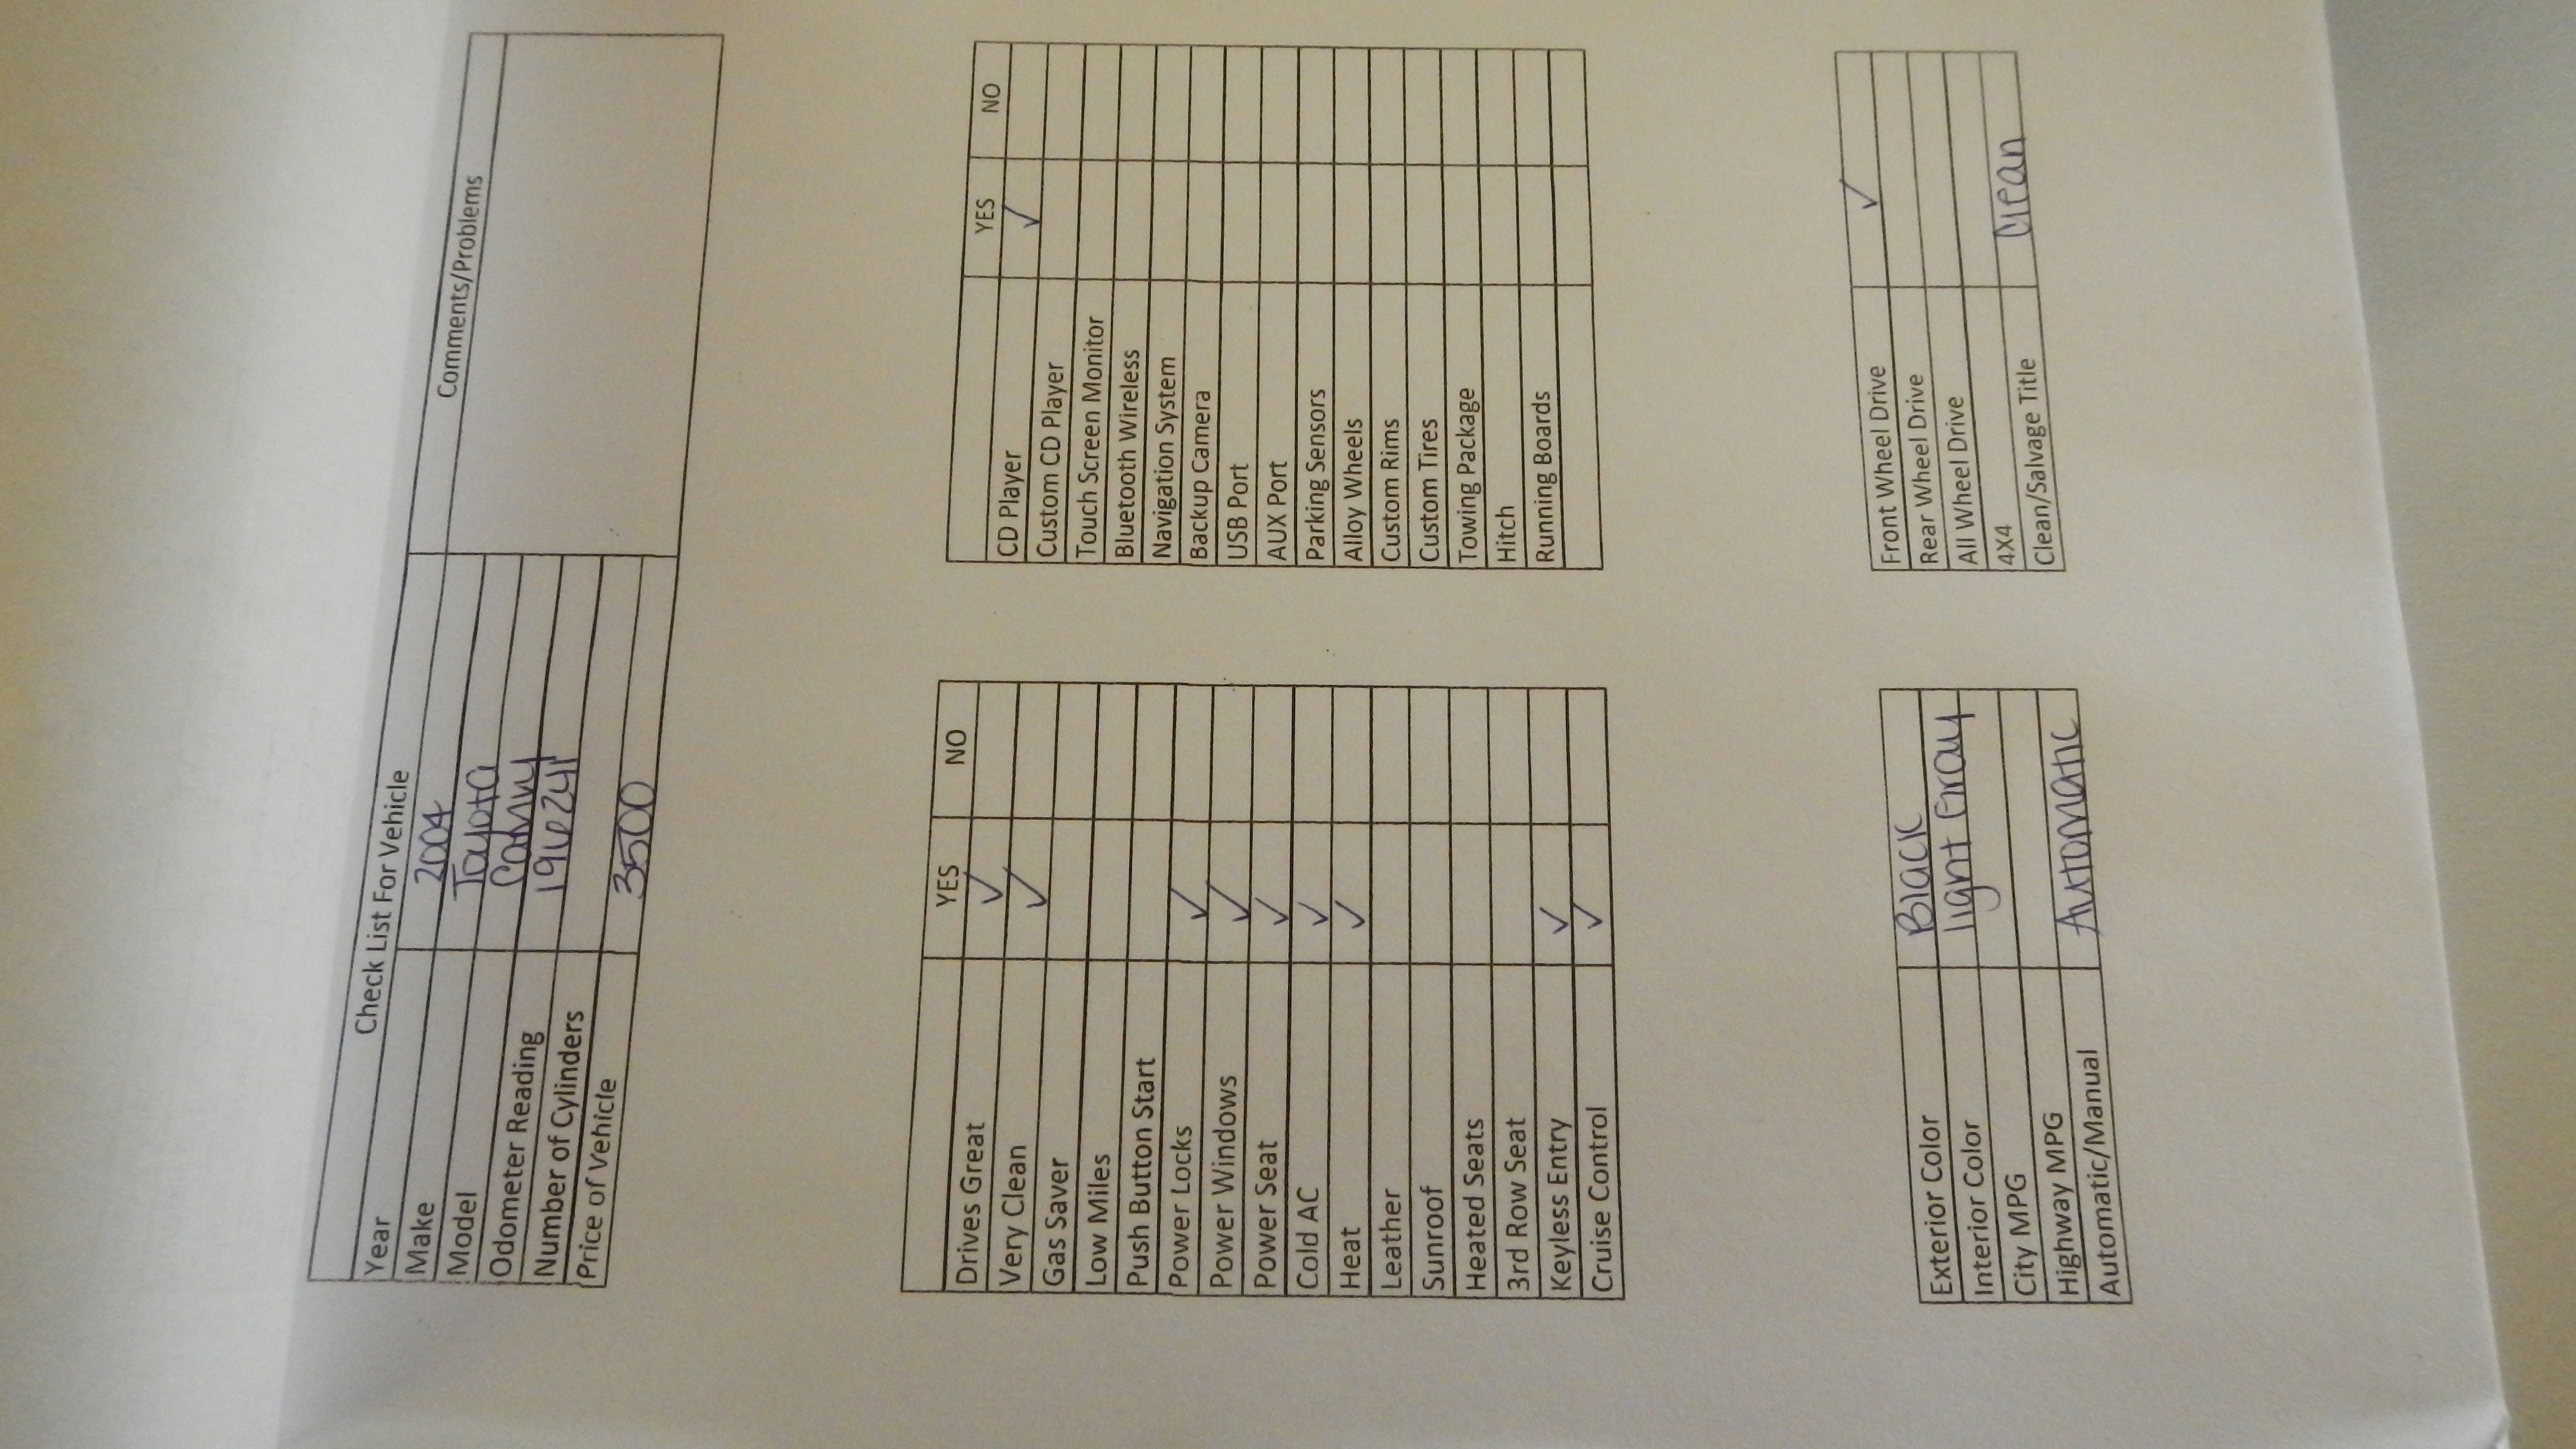 Check List For Vehicle
Comments/Problems
Year 2004
Make Toyota
Model Camry
Odometer Reading 196241
Number of Cylinders
Price of Vehicle 3500
YES NO
Drives Great ✓
Very Clean ✓
Gas Saver
Low Miles
Push Button Start
Power Locks ✓
Power Windows ✓
Power Seat ✓
Cold AC ✓
Heat ✓
Leather
Sunroof
Heated Seats
3rd Row Seat
Keyless Entry ✓
Cruise Control ✓
YES NO
CD Player ✓
Custom CD Player
Touch Screen Monitor
Bluetooth Wireless
Navigation System
Backup Camera
USB Port
AUX Port
Parking Sensors
Alloy Wheels
Custom Rims
Custom Tires
Towing Package
Hitch
Running Boards
Exterior Color Black
Interior Color light Gray
City MPG
Highway MPG
Automatic/Manual Automatic
Front Wheel Drive ✓
Rear Wheel Drive
All Wheel Drive
4X4
Clean/Salvage Title Clean